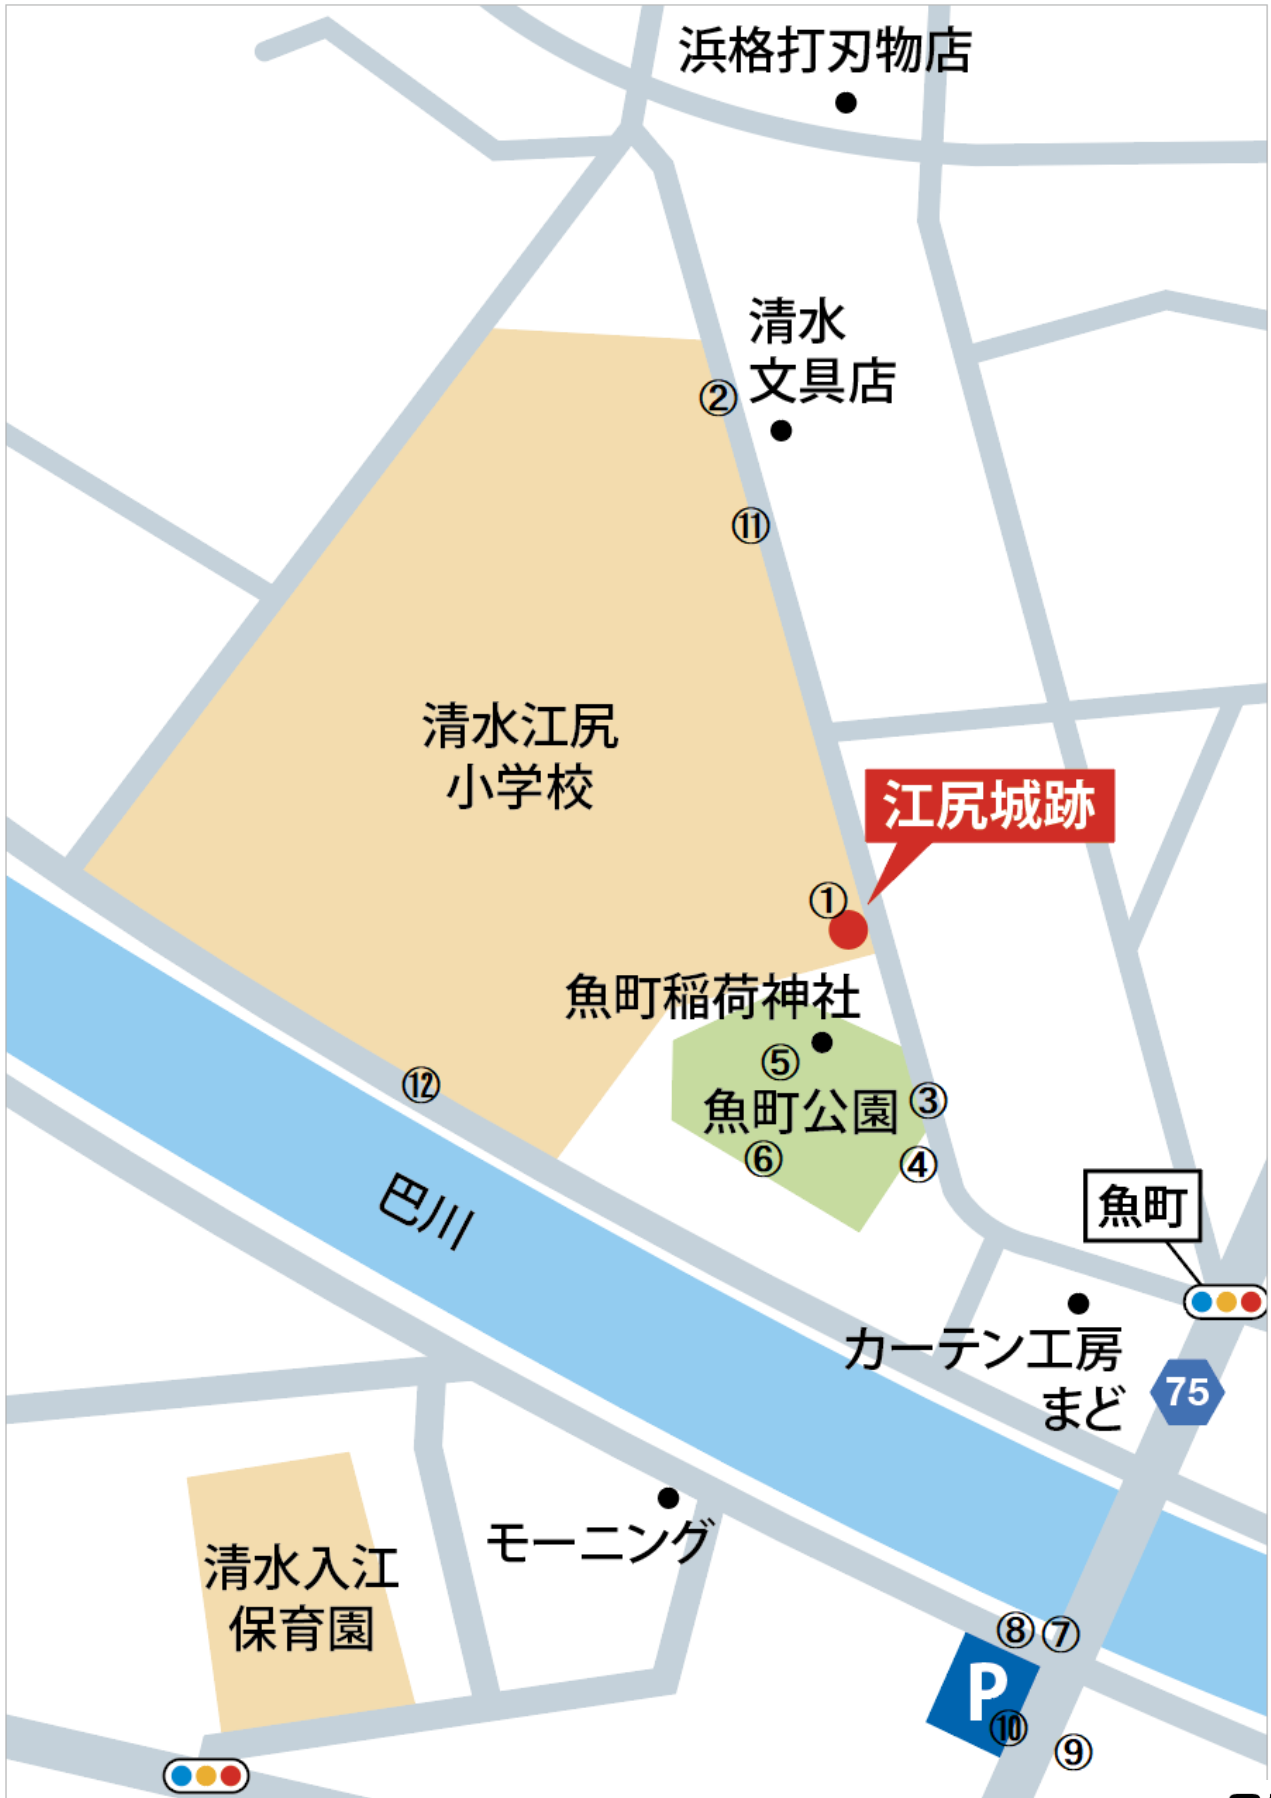 浜格打刃物店
清水
文具店
②
⑪
清水江尻
小学校
江尻城跡
①
魚町稲荷神社
⑤
魚町公園
③
⑥
④
⑫
巴川
魚町
カーテン工房
まど
75
モーニング
清水入江
保育園
⑧
⑦
P
⑩
⑨